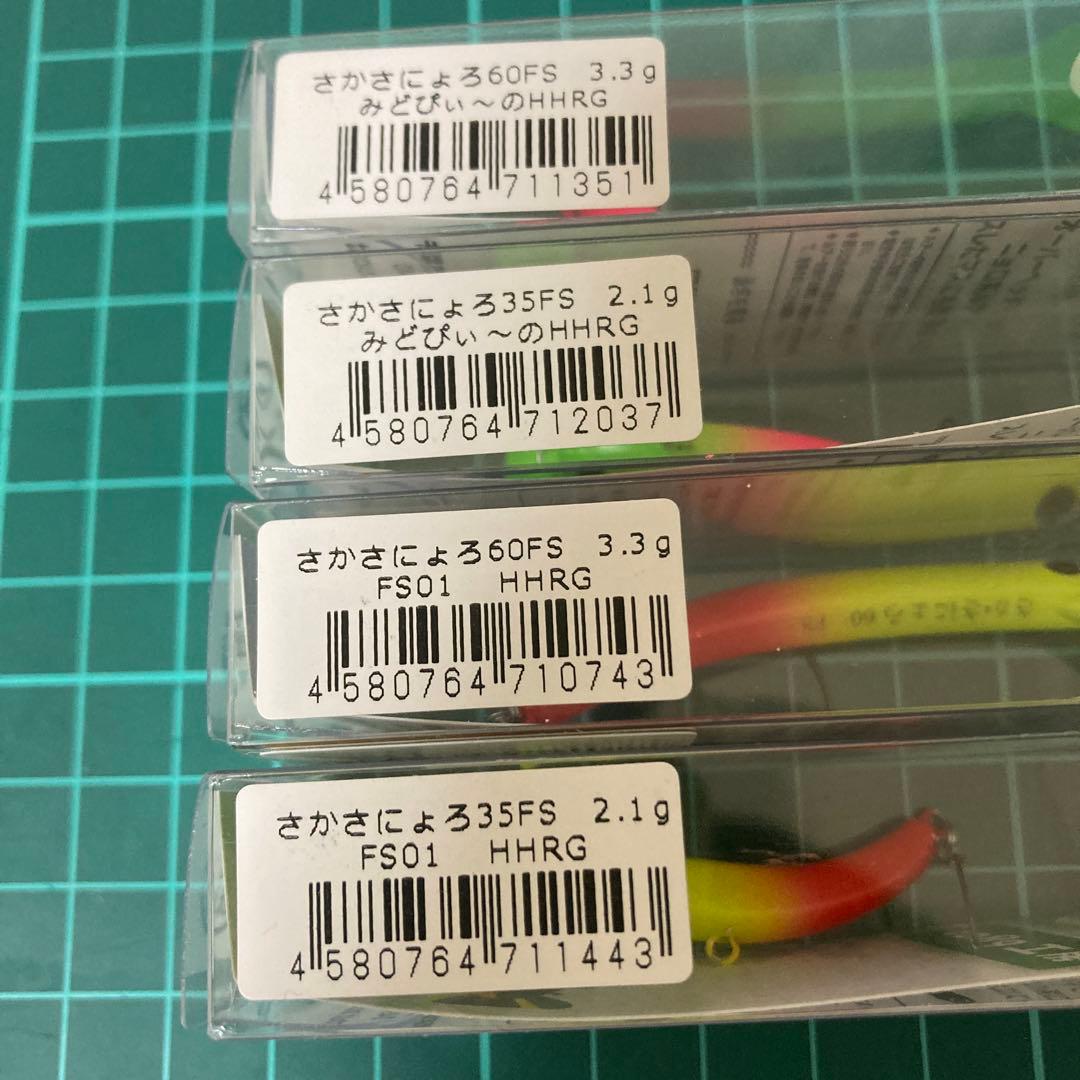 さかさにょろ60FS 3.3g
みどぴぃ～のHHRG
4 580764 711351
さかさにょろ35FS 2.1g
みどぴぃ～のHHRG
4 580764 712037
さかさにょろ60FS 3.3g
FS01 HHRG
4 580764 710743
さかさにょろ35FS 2.1g
FS01 HHRG
4 580764 711443